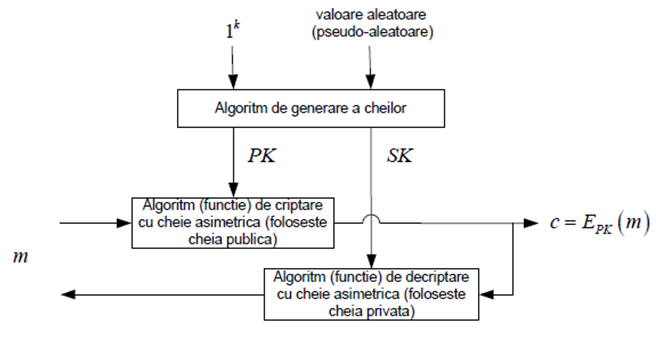 valoare aleatoare
(pseudo-aleatoare)
1^k
Algoritm de generare a cheilor
PK
SK
Algoritm (functie) de criptare
cu cheie asimetrica (foloseste
cheia publica)
c = E_PK (m)
m
Algoritm (functie) de decriptare
cu cheie asimetrica (foloseste
cheia privata)